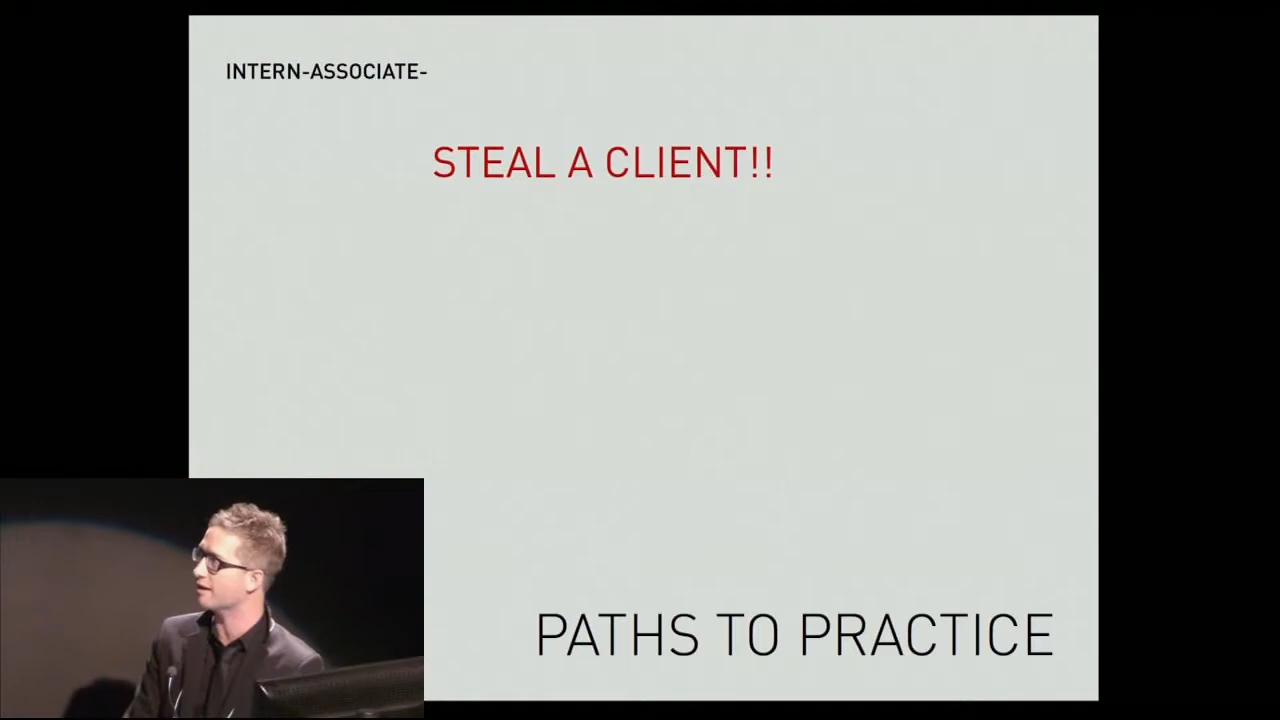 INTERN-ASSOCIATE-
STEAL A CLIENT!!
PATHS TO PRACTICE